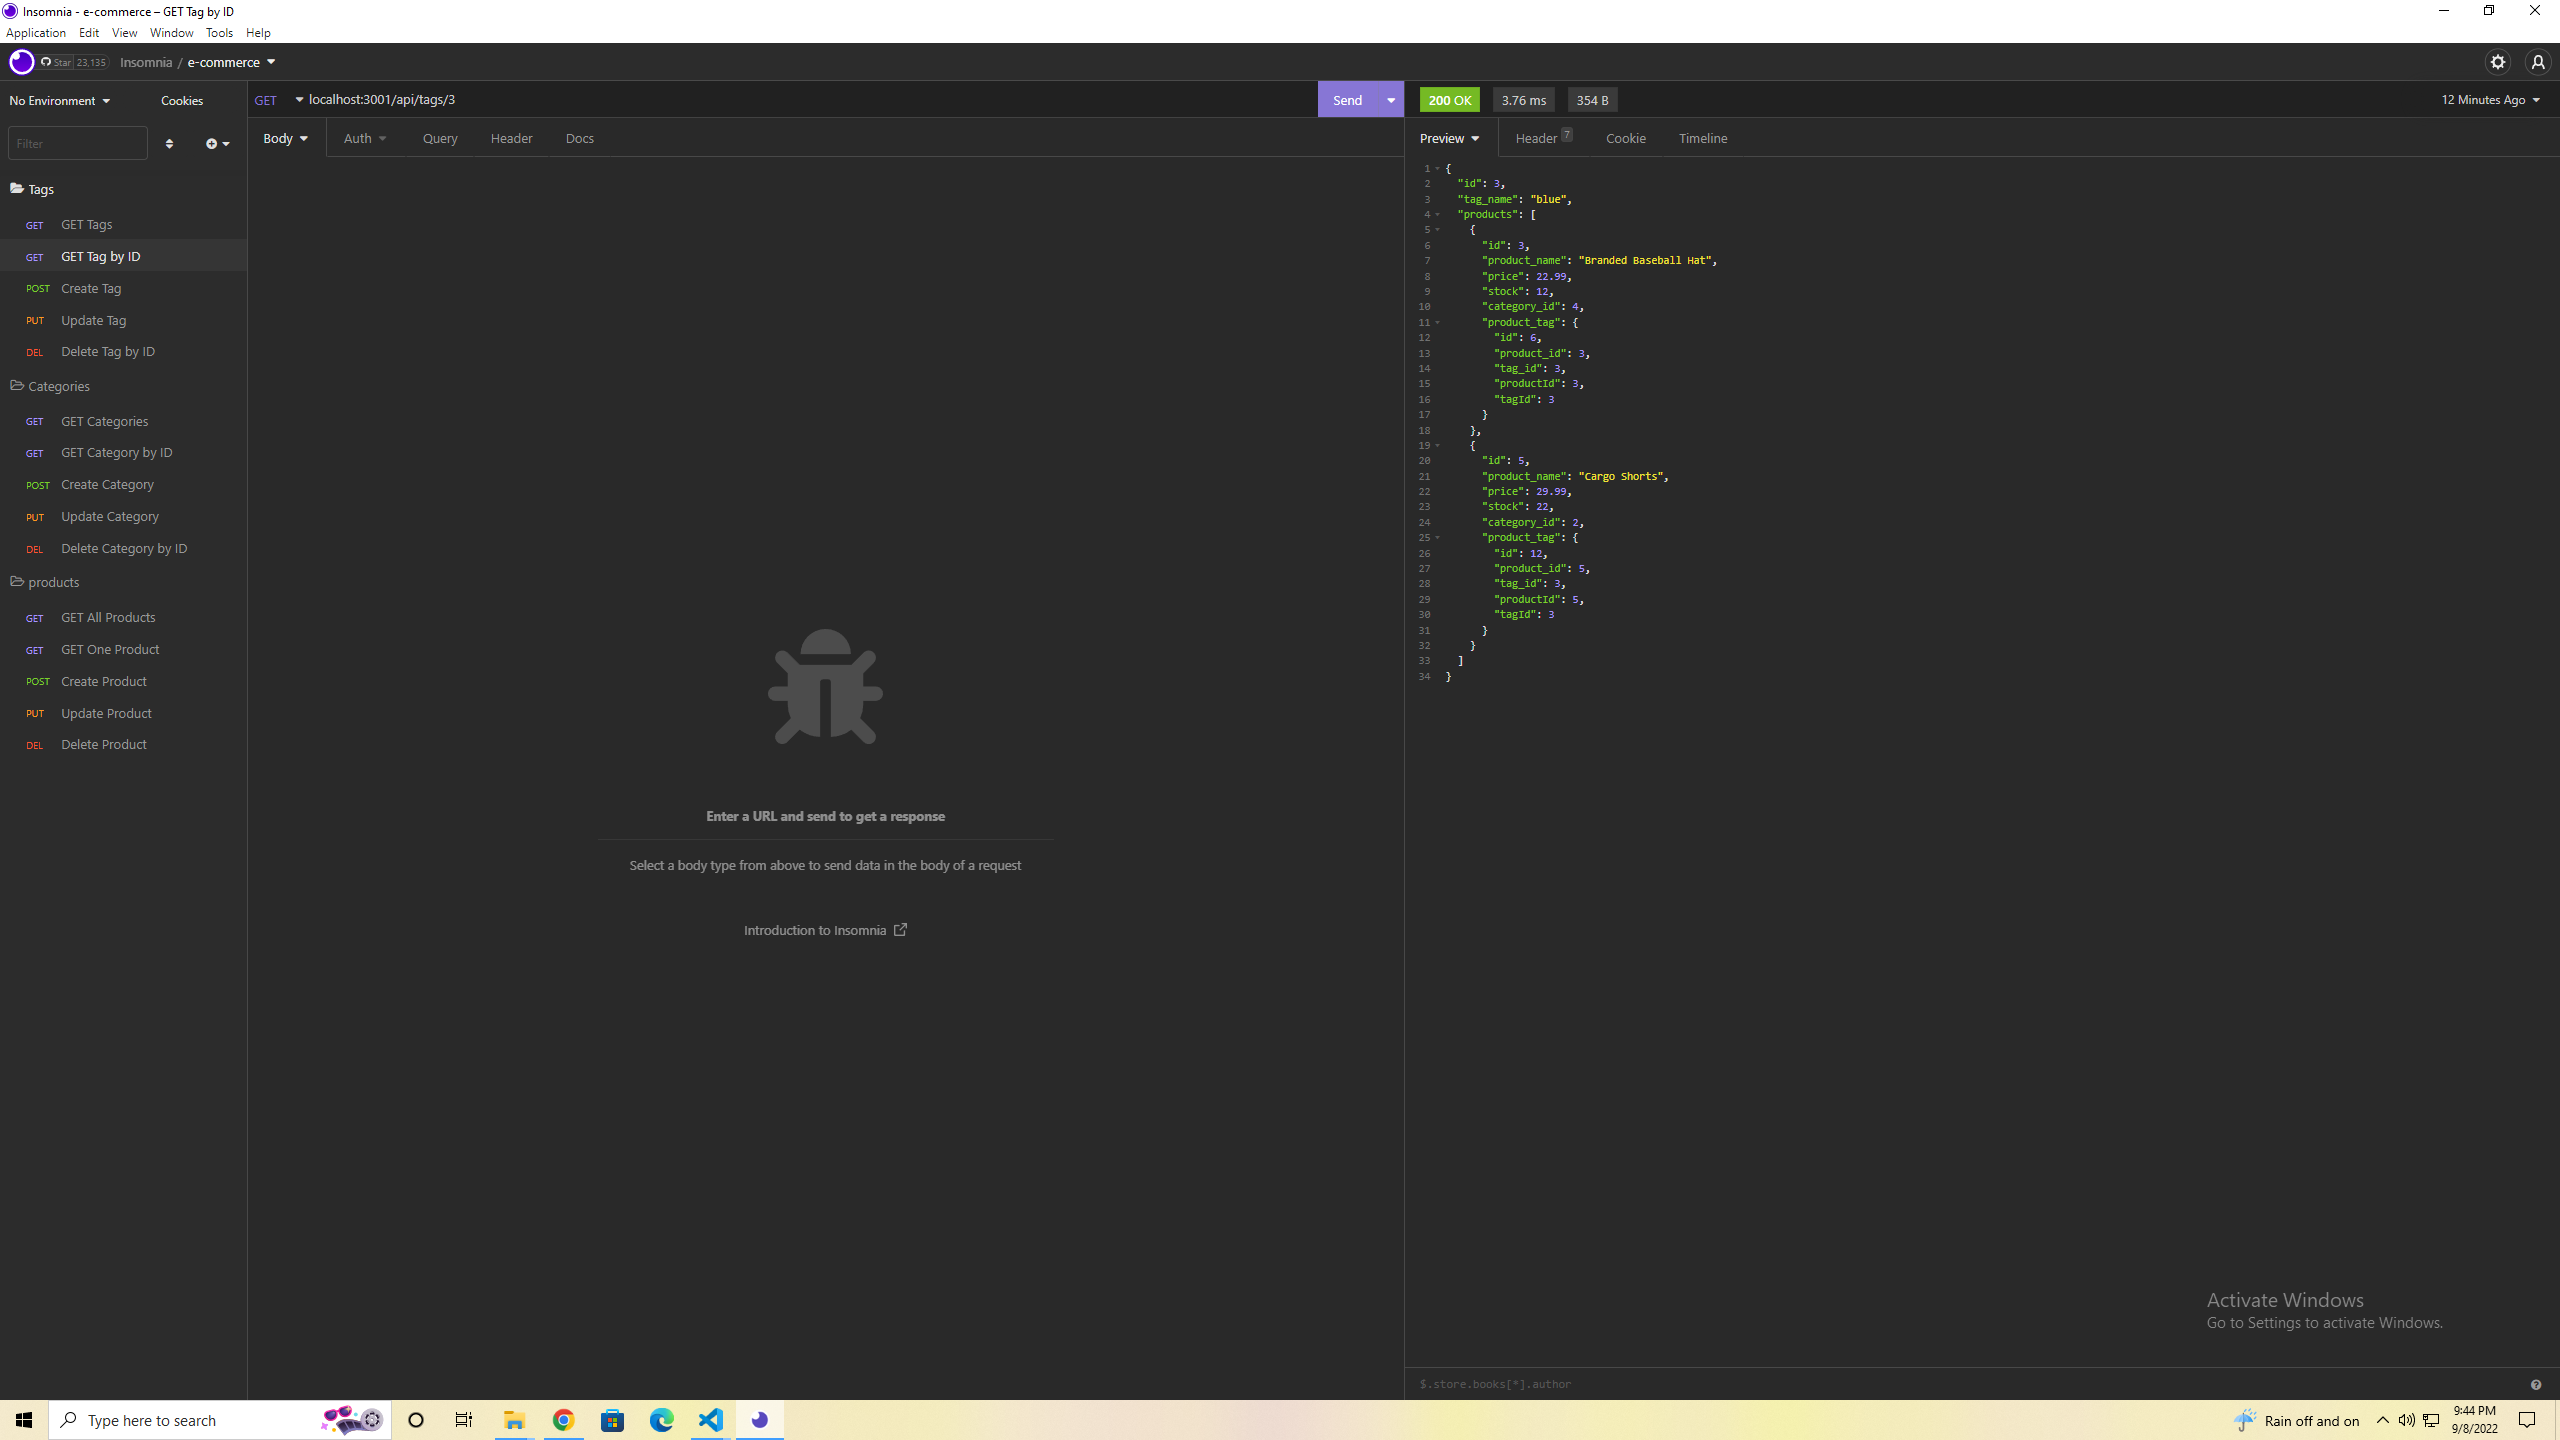 Insomnia - e-commerce – GET Tag by ID
Application Edit View Window Tools Help
Star 23,135 Insomnia / e-commerce
No Environment Cookies
GET localhost:3001/api/tags/3 Send
200 OK 3.76 ms 354 B 12 Minutes Ago
Filter
Body Auth Query Header Docs
Preview Header 7 Cookie Timeline
Tags
GET GET Tags
GET GET Tag by ID
POST Create Tag
PUT Update Tag
DEL Delete Tag by ID
Categories
GET GET Categories
GET GET Category by ID
POST Create Category
PUT Update Category
DEL Delete Category by ID
products
GET GET All Products
GET GET One Product
POST Create Product
PUT Update Product
DEL Delete Product
Enter a URL and send to get a response
Select a body type from above to send data in the body of a request
Introduction to Insomnia
1 {
2 "id": 3,
3 "tag_name": "blue",
4 "products": [
5 {
6 "id": 3,
7 "product_name": "Branded Baseball Hat",
8 "price": 22.99,
9 "stock": 12,
10 "category_id": 4,
11 "product_tag": {
12 "id": 6,
13 "product_id": 3,
14 "tag_id": 3,
15 "productId": 3,
16 "tagId": 3
17 }
18 },
19 {
20 "id": 5,
21 "product_name": "Cargo Shorts",
22 "price": 29.99,
23 "stock": 22,
24 "category_id": 2,
25 "product_tag": {
26 "id": 12,
27 "product_id": 5,
28 "tag_id": 3,
29 "productId": 5,
30 "tagId": 3
31 }
32 }
33 ]
34 }
Activate Windows
Go to Settings to activate Windows.
$.store.books[*].author
Type here to search
Rain off and on
9:44 PM
9/8/2022